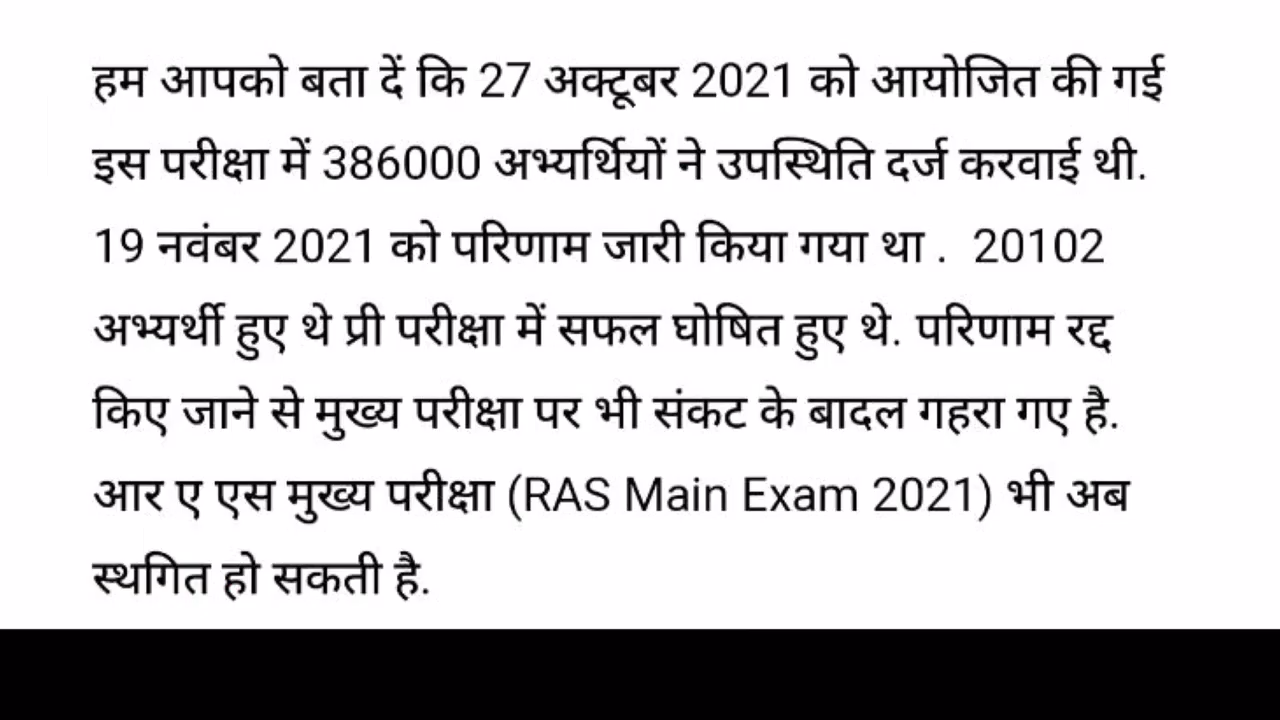 हम आपको बता दें कि 27 अक्टूबर 2021 को आयोजित की गई
इस परीक्षा में 386000 अभ्यर्थियों ने उपस्थिति दर्ज करवाई थी.
19 नवंबर 2021 को परिणाम जारी किया गया था . 20102
अभ्यर्थी हुए थे प्री परीक्षा में सफल घोषित हुए थे. परिणाम रद्द
किए जाने से मुख्य परीक्षा पर भी संकट के बादल गहरा गए है.
आर ए एस मुख्य परीक्षा (RAS Main Exam 2021) भी अब
स्थगित हो सकती है.